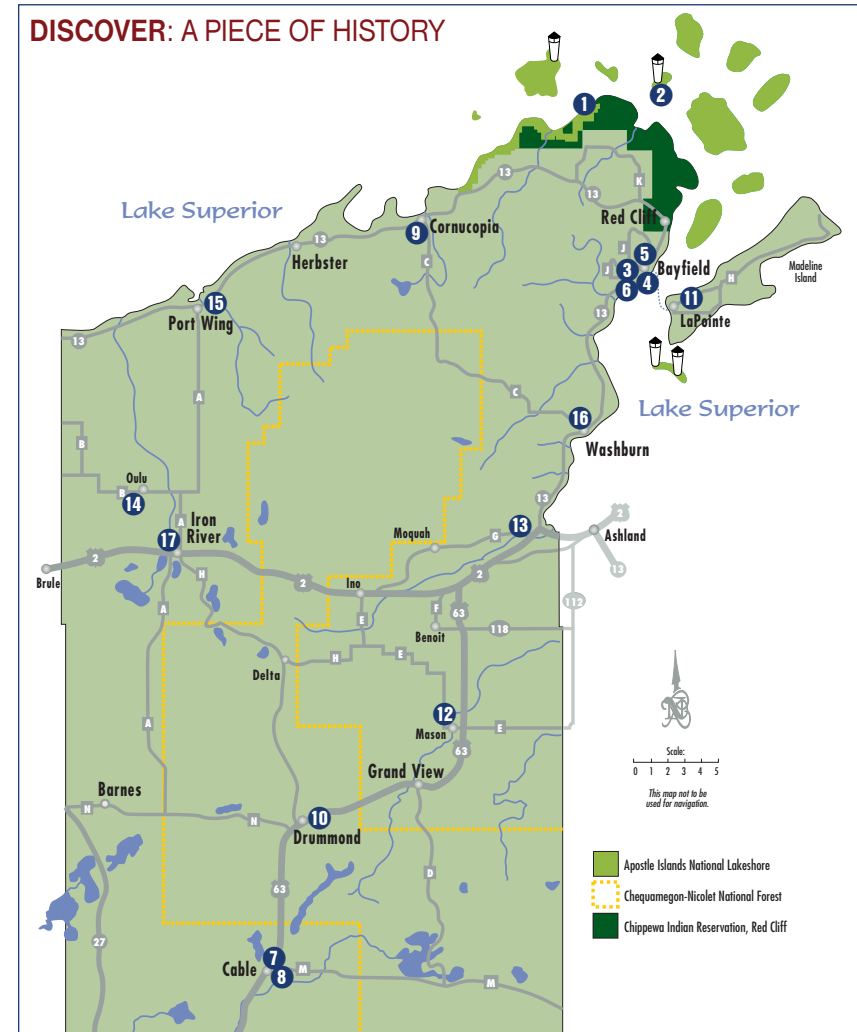 DISCOVER: A PIECE OF HISTORY
1
2
13
K
13
Lake Superior
Red Cliff
9
Cornucopia
13
J
5
Herbster
C
3
J
Bayfield
H
Madeline
Island
6
4
15
11
Port Wing
13
LaPointe
13
A
C
Lake Superior
16
B
Washburn
Oulu
B
14
13
2
Iron
River
A
13
17
Moquah
G
Ashland
2
2
13
Brule
H
2
Ino
A
F
63
112
E
Benoit
118
Delta
H
E
12
A
Mason
E
63
63
Scale:
0 1 2 3 4 5
This map not to be
used for navigation.
Grand View
Barnes
N
N
10
Drummond
Apostle Islands National Lakeshore
D
63
Chequamegon-Nicolet National Forest
Chippewa Indian Reservation, Red Cliff
27
7
Cable
8
M
M